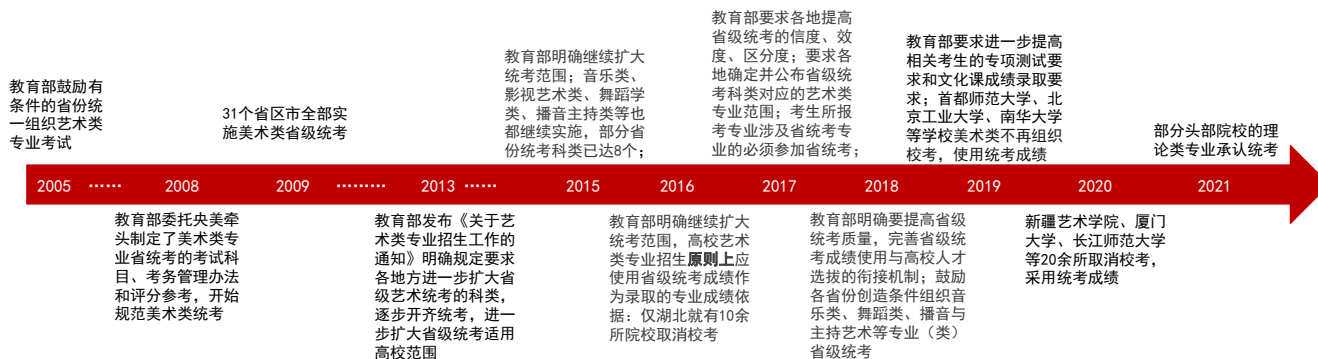 教育部鼓励有
条件的省份统
一组织艺术类
专业考试
31个省区市全部实
施美术类省级统考
教育部明确继续扩大
统考范围；音乐类、
影视艺术类、舞蹈学
类、播音主持类等也
都继续实施，部分省
份统考科类已达8个；
教育部要求各地提高
省级统考的信度、效
度、区分度；要求各
地确定并公布省级统
考科类对应的艺术类
专业范围；考生所报
考专业涉及省统考专
业的必须参加省统考；
教育部要求进一步提高
相关考生的专项测试要
求和文化课成绩录取要
求；首都师范大学、北
京工业大学、南华大学
等学校美术类不再组织
校考，使用统考成绩
部分头部院校的理
论类专业承认统考
2005 …… 2008 2009 ……… 2013 …… 2015 2016 2017 2018 2019 2020 2021
教育部委托央美牵
头制定了美术类专
业省统考的考试科
目、考务管理办法
和评分参考，开始
规范美术类统考
教育部发布《关于艺
术类专业招生工作的
通知》明确规定要求
各地方进一步扩大省
级艺术统考的科类，
逐步开齐统考，进一
步扩大省级统考适用
高校范围
教育部明确继续扩大
统考范围，高校艺术
类专业招生原则上应
使用省级统考成绩作
为录取的专业成绩依
据：仅湖北就有10余
所院校取消校考
教育部明确要提高省级
统考质量，完善省级统
考成绩使用与高校人才
选拔的衔接机制；鼓励
各省份创造条件组织音
乐类、舞蹈类、播音与
主持艺术等专业（类）
省级统考
新疆艺术学院、厦门
大学、长江师范大学
等20余所取消校考，
采用统考成绩